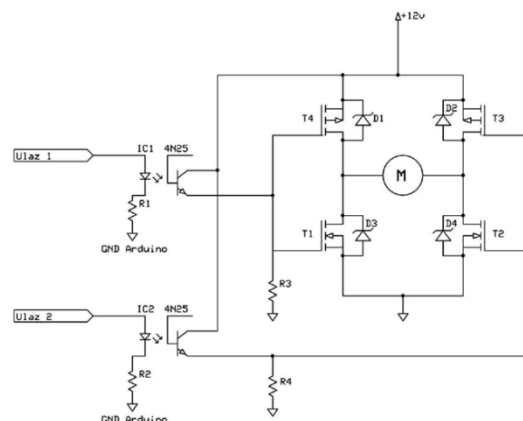 +12v
T4
D1
D2
T3
Ulaz 1
IC1
4N25
M
R1
D3
D4
T1
T2
GND Arduino
R3
Ulaz 2
IC2
4N25
R2
R4
GND Arduino